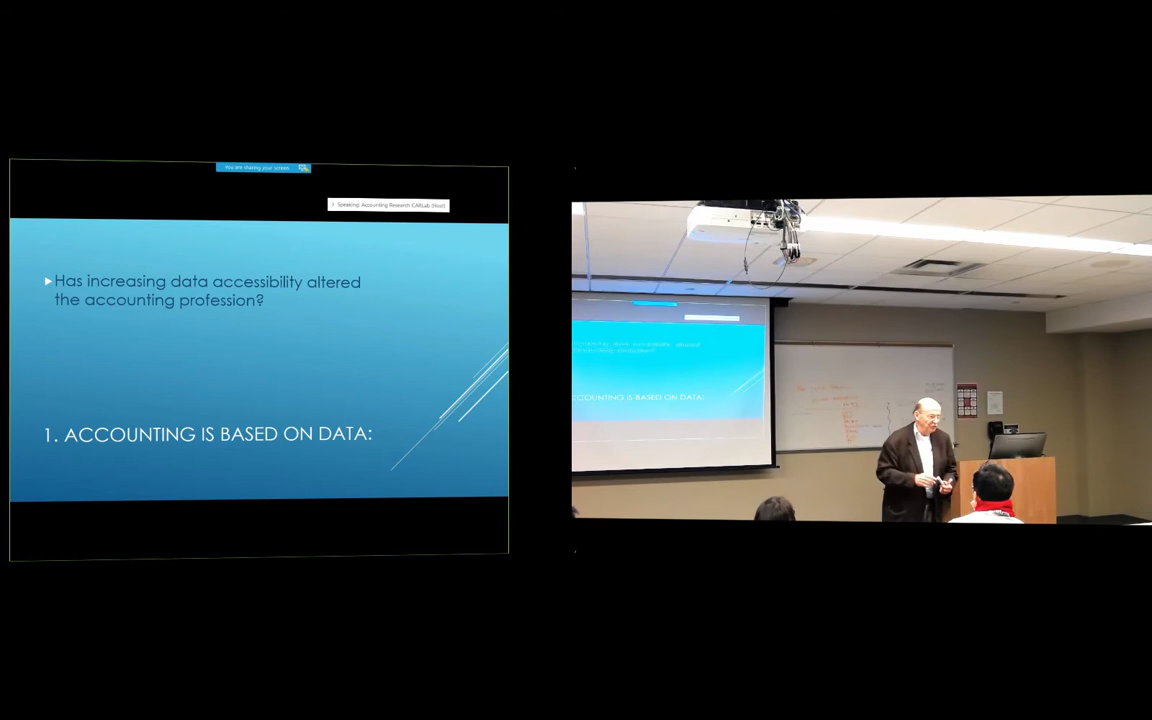 You are sharing your screen
Speaking: Accounting Research CARLab (Host)
Has increasing data accessibility altered
the accounting profession?
1. ACCOUNTING IS BASED ON DATA:
CCOUNTING IS BASED ON DATA: